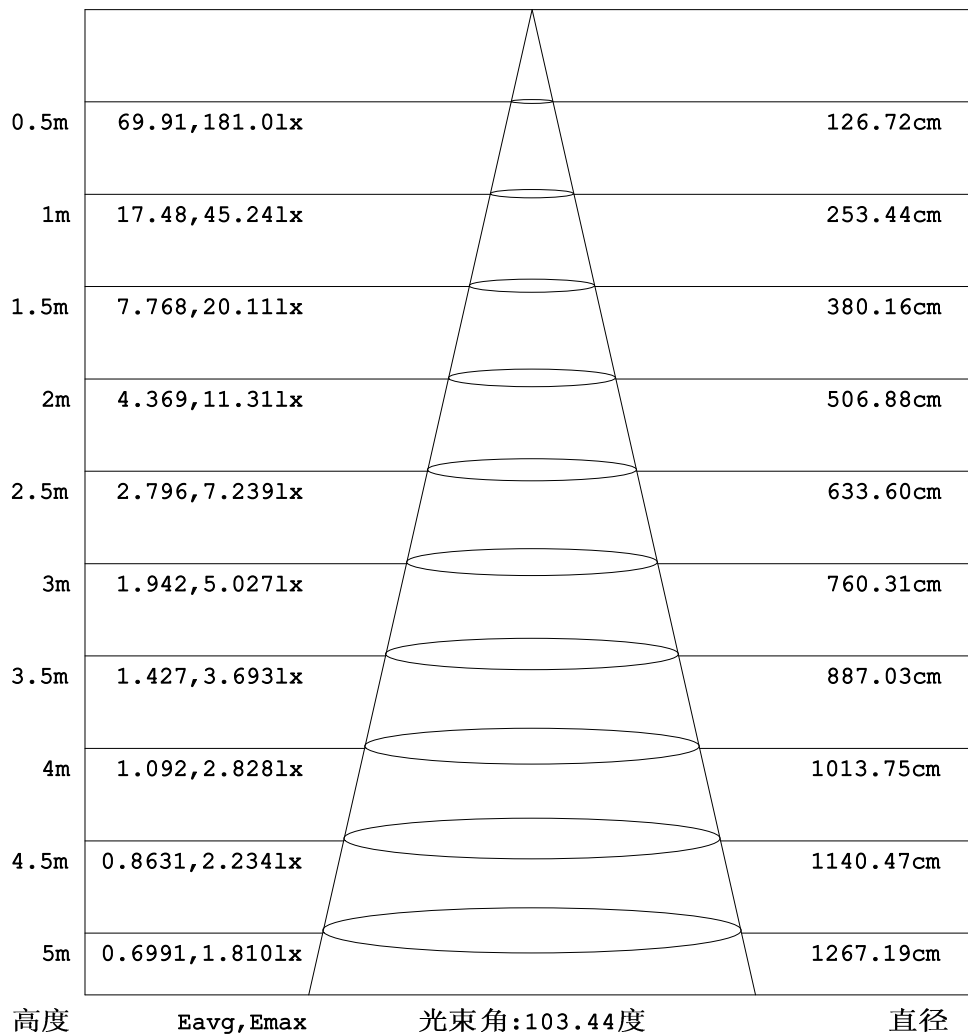 0.5m 69.91,181.0lx 126.72cm
1m 17.48,45.24lx 253.44cm
1.5m 7.768,20.11lx 380.16cm
2m 4.369,11.31lx 506.88cm
2.5m 2.796,7.239lx 633.60cm
3m 1.942,5.027lx 760.31cm
3.5m 1.427,3.693lx 887.03cm
4m 1.092,2.828lx 1013.75cm
4.5m 0.8631,2.234lx 1140.47cm
5m 0.6991,1.810lx 1267.19cm
高度 Eavg,Emax 光束角:103.44度 直径